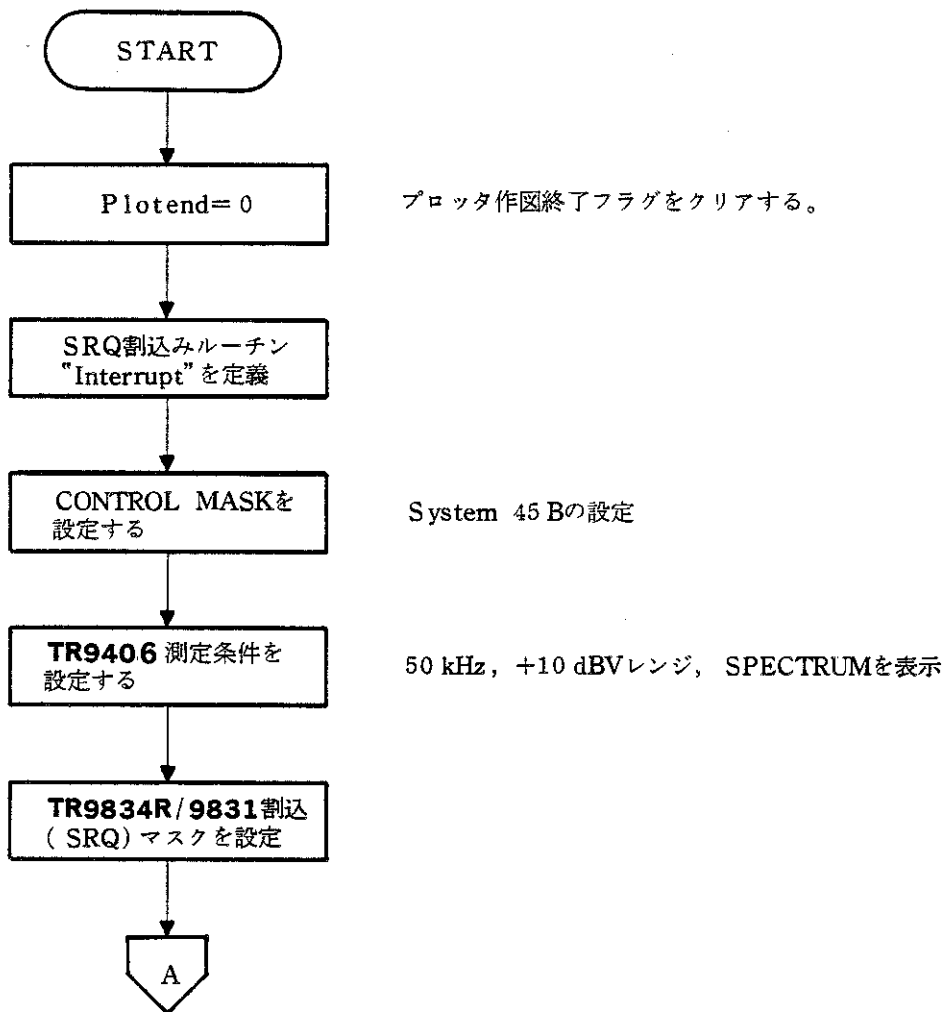 START
Plotend=0
プロッタ作図終了フラグをクリアする。
SRQ割込みルーチン
"Interrupt"を定義
CONTROL MASKを
設定する
System 45Bの設定
TR9406 測定条件を
設定する
50 kHz, +10 dBVレンジ, SPECTRUMを表示
TR9834R/9831割込
(SRQ)マスクを設定
A